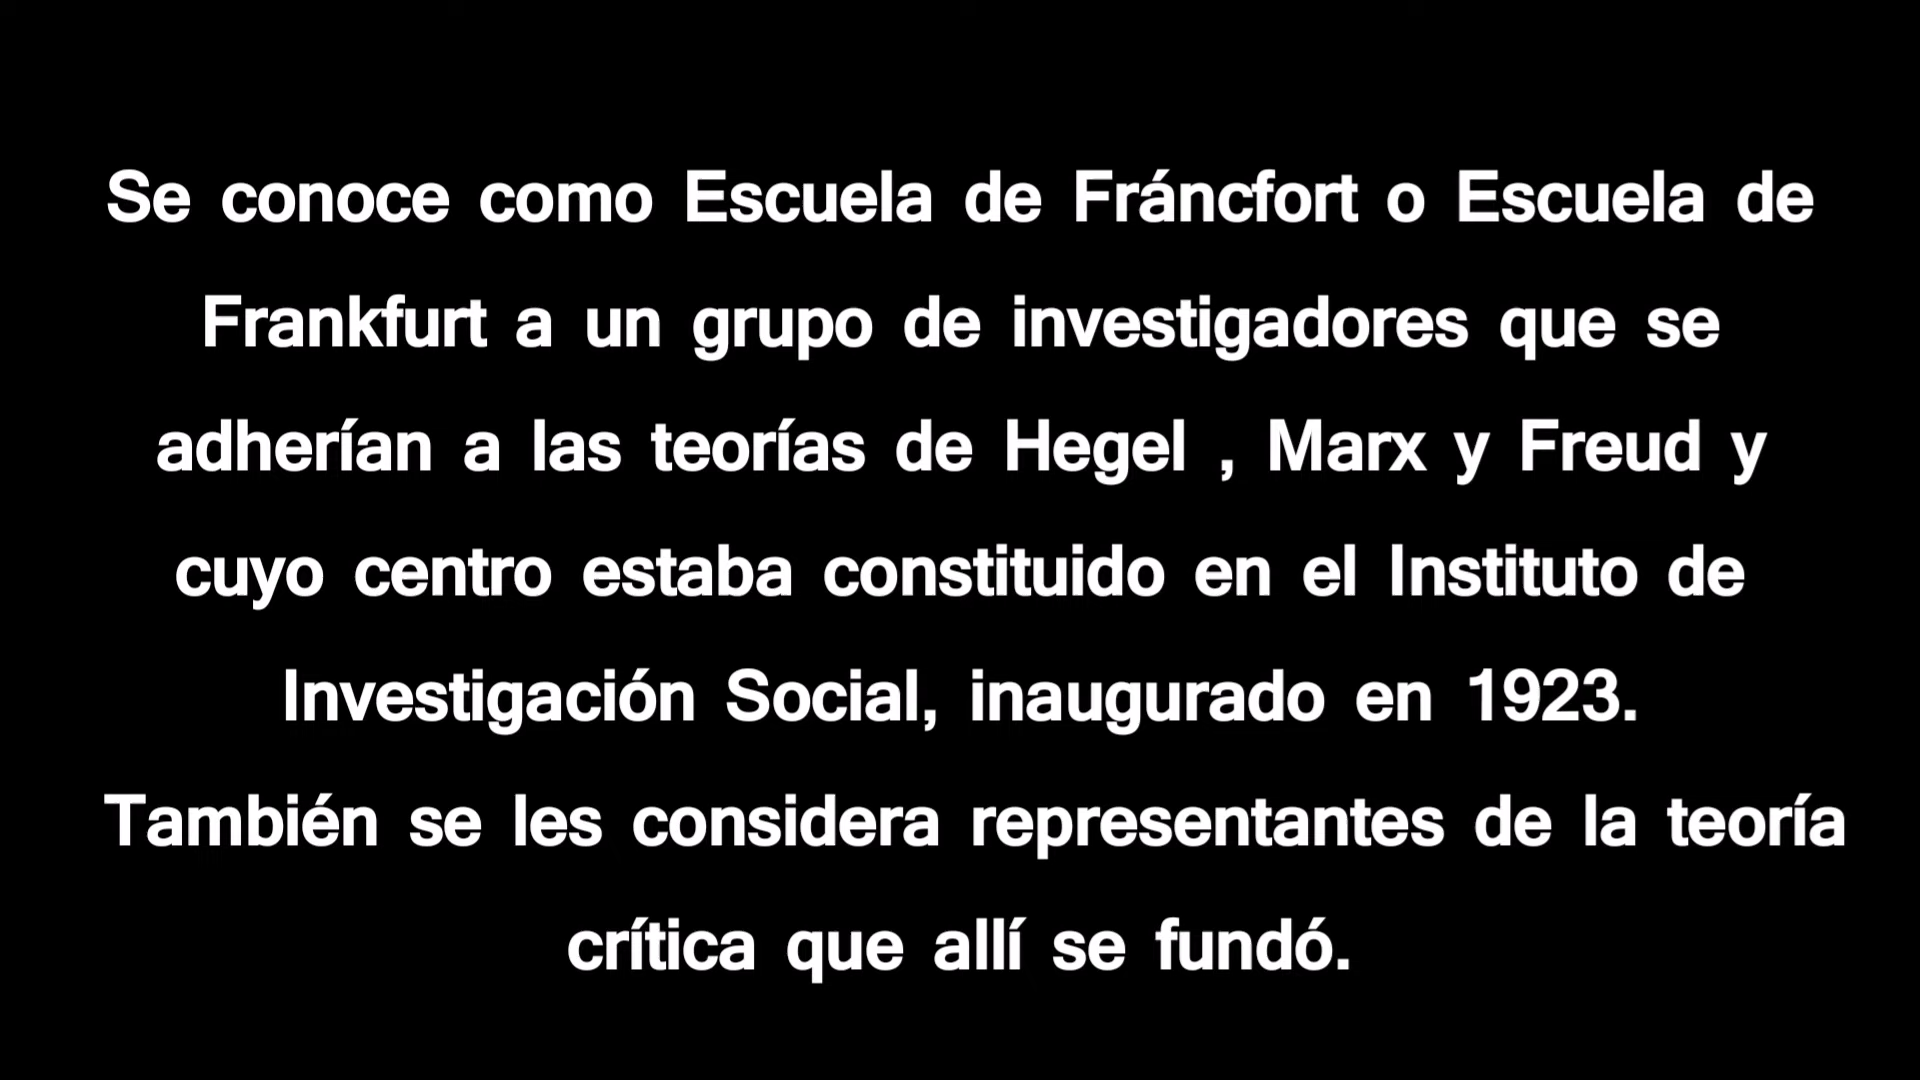 Se conoce como Escuela de Fráncfort o Escuela de
Frankfurt a un grupo de investigadores que se
adherían a las teorías de Hegel , Marx y Freud y
cuyo centro estaba constituido en el Instituto de
Investigación Social, inaugurado en 1923.
También se les considera representantes de la teoría
crítica que allí se fundó.